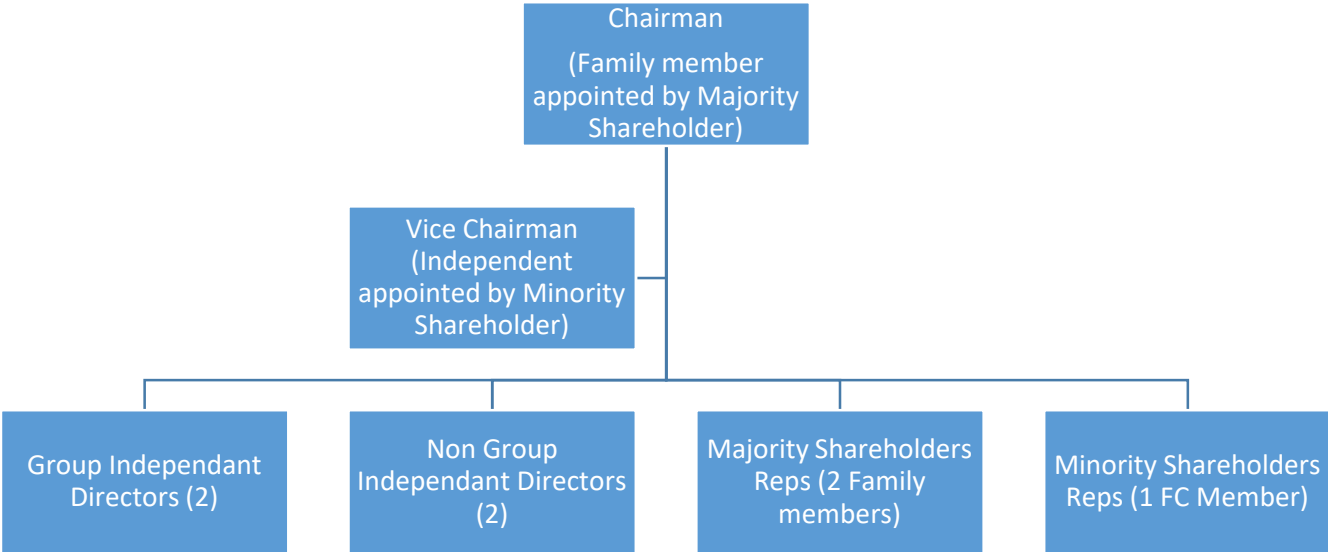 Chairman
(Family member
appointed by Majority
Shareholder)
Vice Chairman
(Independent
appointed by Minority
Shareholder)
Group Independant
Directors (2)
Non Group
Independant Directors
(2)
Majority Shareholders
Reps (2 Family
members)
Minority Shareholders
Reps (1 FC Member)